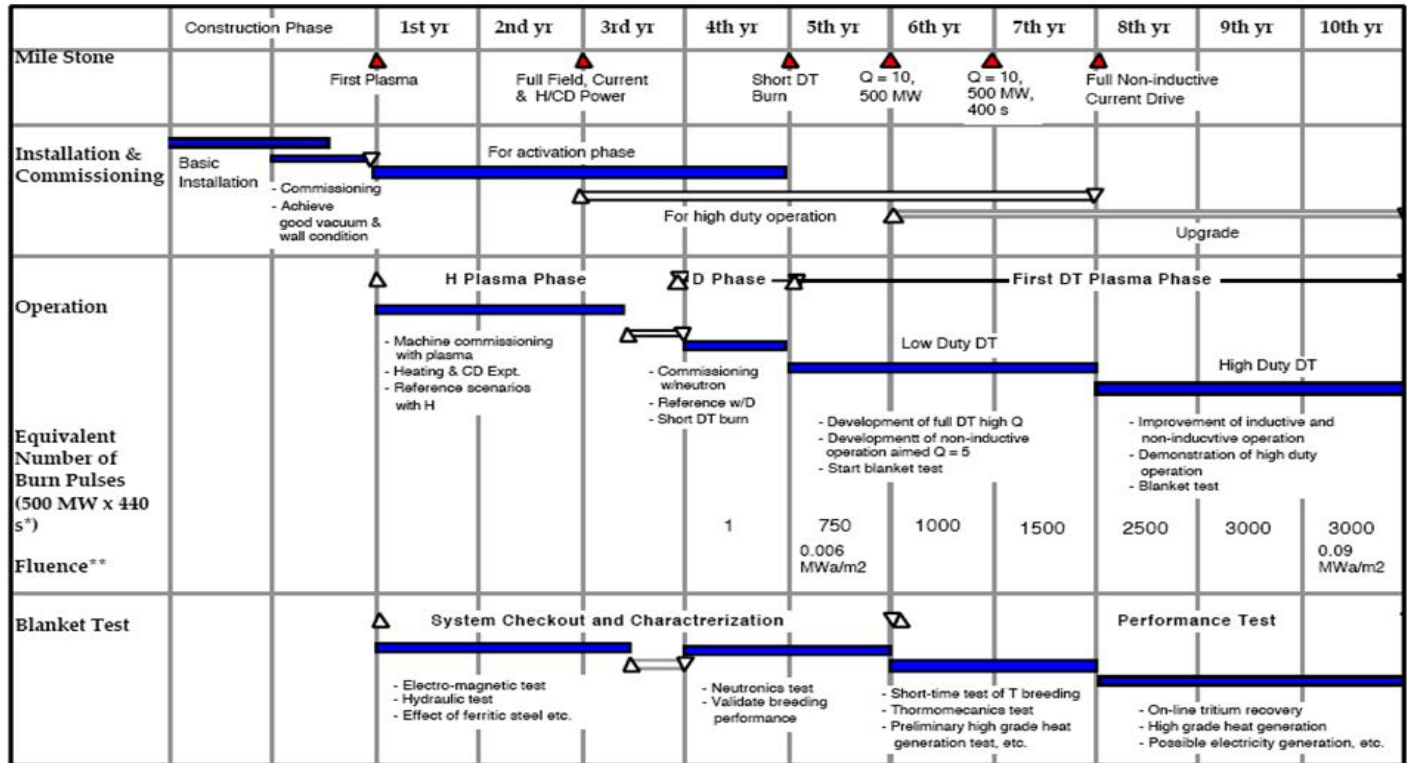 Construction Phase
1st yr
2nd yr
3rd yr
4th yr
5th yr
6th yr
7th yr
8th yr
9th yr
10th yr
Mile Stone
First Plasma
Full Field, Current
& H/CD Power
Short DT
Burn
Q = 10,
500 MW
Q = 10,
500 MW,
400 s
Full Non-inductive
Current Drive
Installation &
Commissioning
Basic
Installation
- Commissioning
- Achieve
good vacuum &
wall condition
For activation phase
For high duty operation
Upgrade
Operation
H Plasma Phase
D Phase
First DT Plasma Phase
- Machine commissioning
with plasma
- Heating & CD Expt.
- Reference scenarios
with H
- Commissioning
w/neutron
- Reference w/D
- Short DT burn
Low Duty DT
- Development of full DT high Q
- Developmentt of non-inductive
operation aimed Q = 5
- Start blanket test
High Duty DT
- Improvement of inductive and
non-inducvtive operation
- Demonstration of high duty
operation
- Blanket test
Equivalent
Number of
Burn Pulses
(500 MW x 440
s*)
1
750
1000
1500
2500
3000
3000
Fluence**
0.006
MWa/m2
0.09
MWa/m2
Blanket Test
System Checkout and Charactrerization
Performance Test
- Electro-magnetic test
- Hydraulic test
- Effect of ferritic steel etc.
- Neutronics test
- Validate breeding
performance
- Short-time test of T breeding
- Thormomecanics test
- Preliminary high grade heat
generation test, etc.
- On-line tritium recovery
- High grade heat generation
- Possible electricity generation, etc.